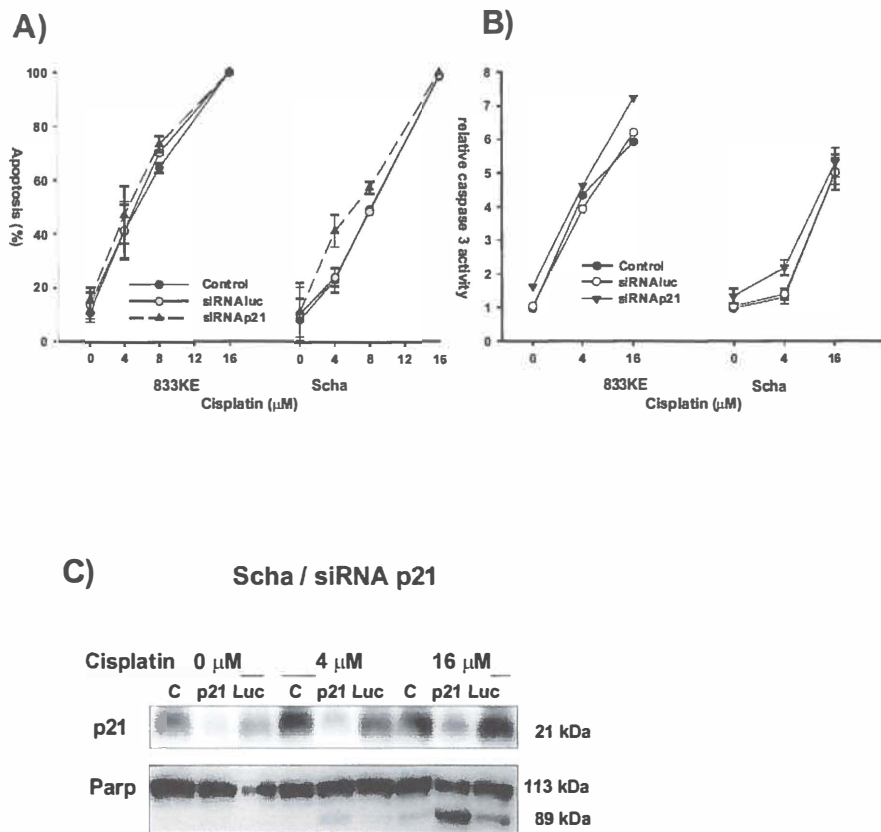 A)
100
80
60
40
20
0
Apoptosis (%)
Control
siRNAluc
siRNAp21
0 4 8 12 16 0 4 8 12 16
833KE Scha
Cisplatin (μM)
B)
8
7
6
5
4
3
2
1
0
relative caspase 3 activity
Control
siRNAluc
siRNAp21
0 4 16 0 4 16
833KE Scha
Cisplatin (μM)
C) Scha / siRNA p21
Cisplatin 0 μM 4 μM 16 μM
C p21 Luc C p21 Luc C p21 Luc
p21 21 kDa
Parp 113 kDa
89 kDa